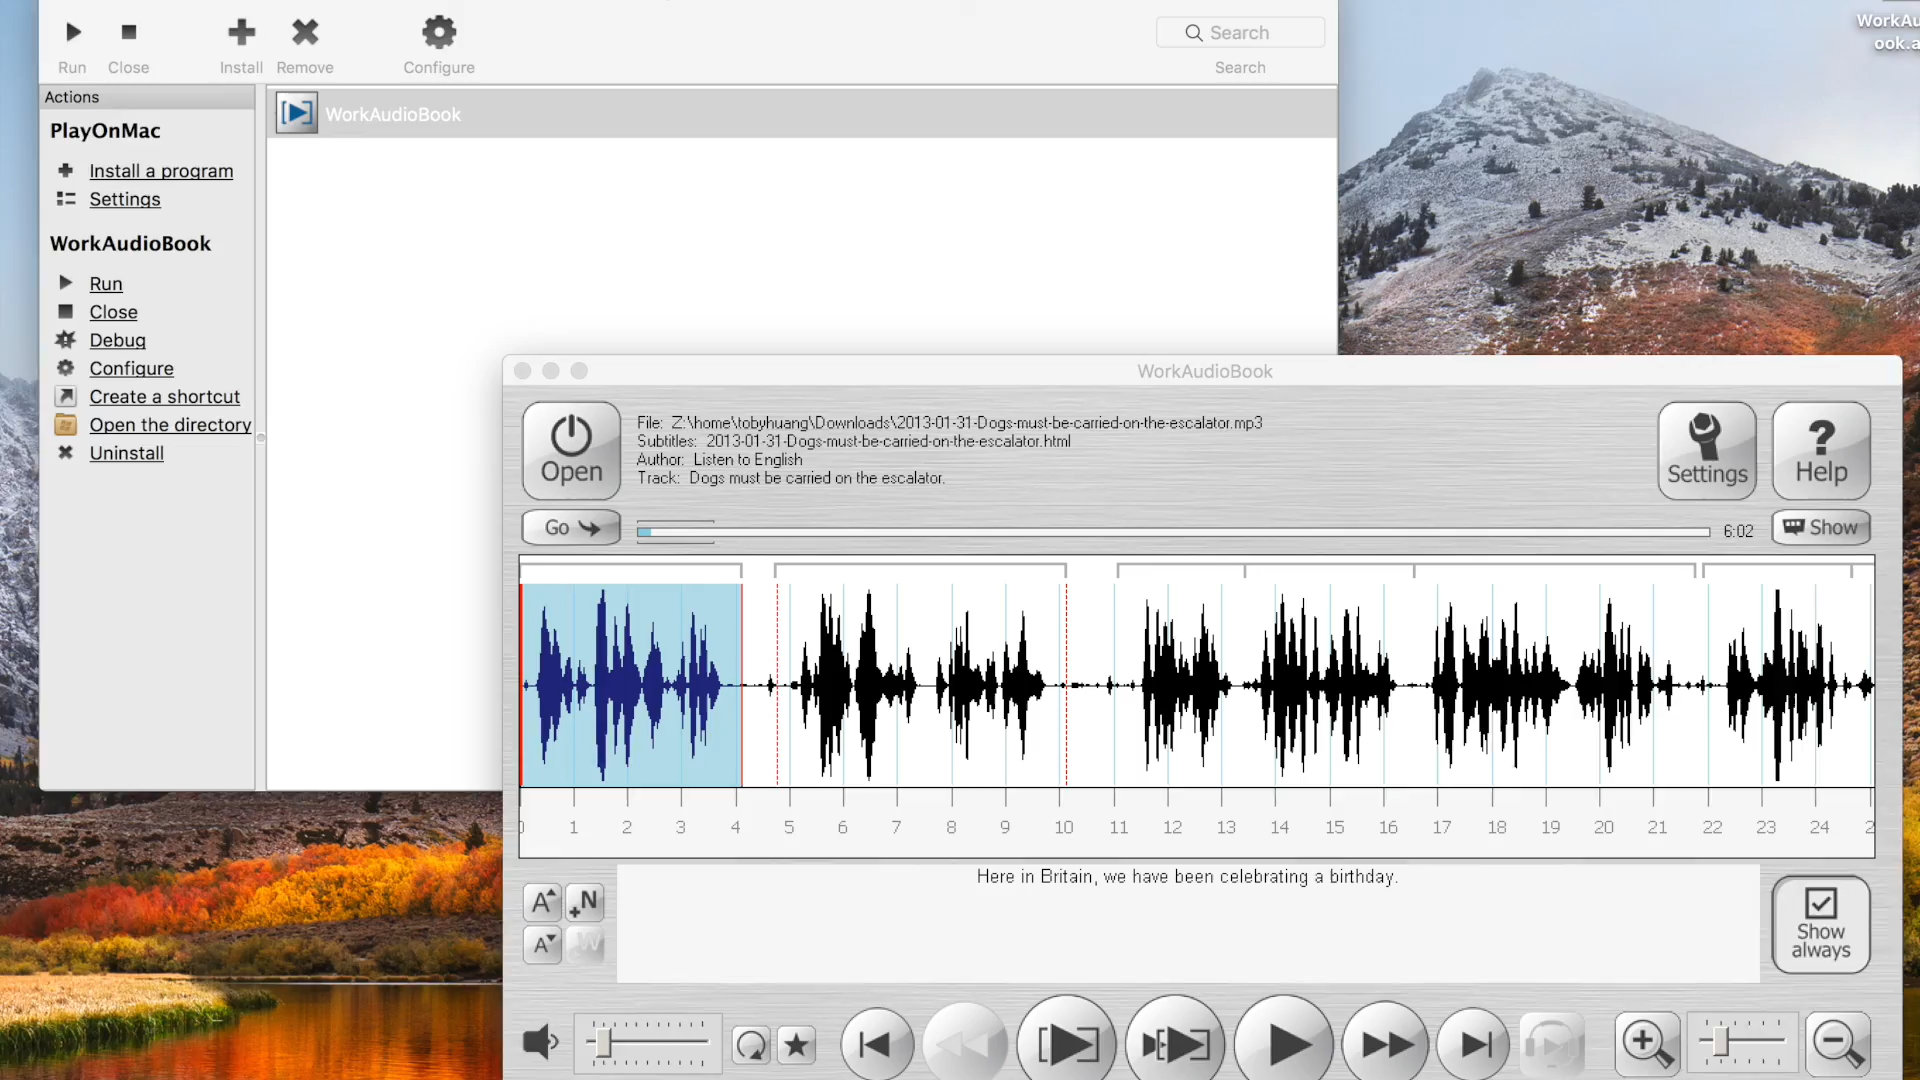 Run
Close
Install
Remove
Configure
Search
Search
WorkAu
ook.a
Actions
PlayOnMac
Install a program
Settings
WorkAudioBook
Run
Close
Debug
Configure
Create a shortcut
Open the directory
Uninstall
WorkAudioBook
WorkAudioBook
Open
File: Z:\home\tobyhuang\Downloads\2013-01-31-Dogs-must-be-carried-on-the-escalator.mp3
Subtitles: 2013-01-31-Dogs-must-be-carried-on-the-escalator.html
Author: Listen to English
Track: Dogs must be carried on the escalator.
Settings
? Help
Go
6:02
Show
0 1 2 3 4 5 6 7 8 9 10 11 12 13 14 15 16 17 18 19 20 21 22 23 24 2
A
+N
A
W
Here in Britain, we have been celebrating a birthday.
Show
always